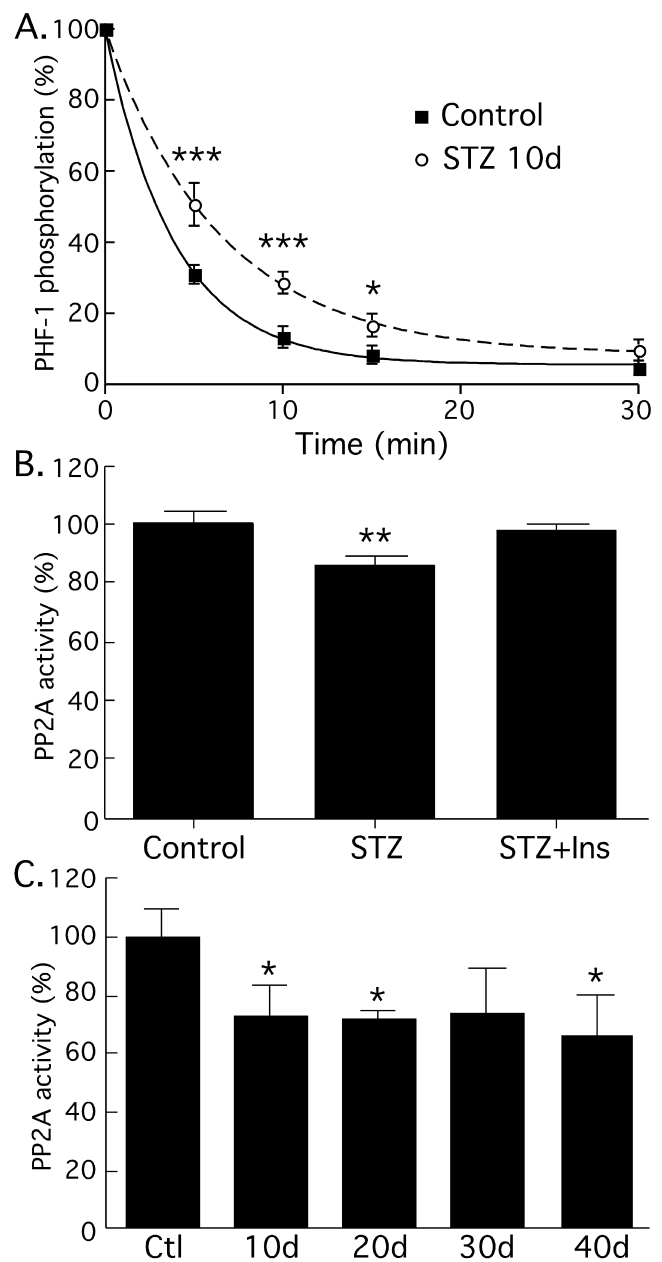 A.
100
80
60
40
20
0
PHF-1 phosphorylation (%)
■ Control
○ STZ 10d
***
***
*
0 10 20 30
Time (min)
B.
120
100
80
60
40
20
0
PP2A activity (%)
**
Control STZ STZ+Ins
C.
120
100
80
60
40
20
0
PP2A activity (%)
*
*
*
Ctl 10d 20d 30d 40d